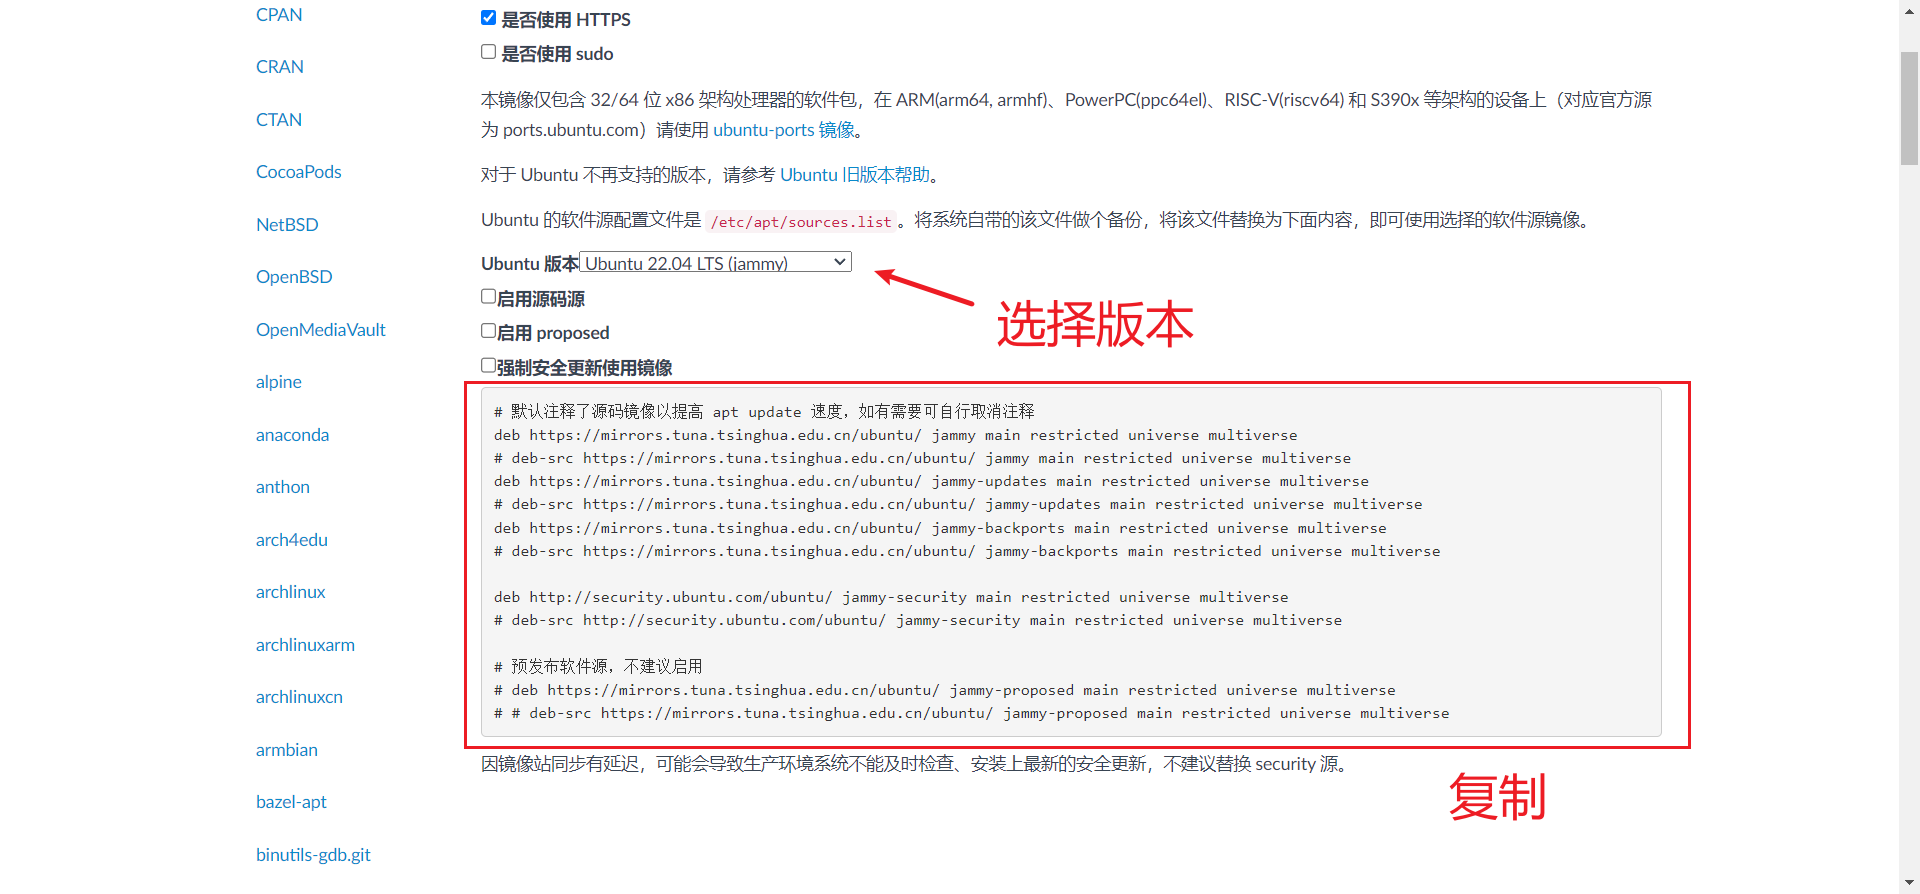 CPAN
CRAN
CTAN
CocoaPods
NetBSD
OpenBSD
OpenMediaVault
alpine
anaconda
anthon
arch4edu
archlinux
archlinuxarm
archlinuxcn
armbian
bazel-apt
binutils-gdb.git
是否使用 HTTPS
是否使用 sudo
本镜像仅包含 32/64 位 x86 架构处理器的软件包，在 ARM(arm64, armhf)、PowerPC(ppc64el)、RISC-V(riscv64) 和 S390x 等架构的设备上（对应官方源
为 ports.ubuntu.com）请使用 ubuntu-ports 镜像。
对于 Ubuntu 不再支持的版本，请参考 Ubuntu 旧版本帮助。
Ubuntu 的软件源配置文件是 /etc/apt/sources.list 。将系统自带的该文件做个备份，将该文件替换为下面内容，即可使用选择的软件源镜像。
Ubuntu 版本 Ubuntu 22.04 LTS (jammy)
选择版本
启用源码源
启用 proposed
强制安全更新使用镜像
# 默认注释了源码镜像以提高 apt update 速度，如有需要可自行取消注释
deb https://mirrors.tuna.tsinghua.edu.cn/ubuntu/ jammy main restricted universe multiverse
# deb-src https://mirrors.tuna.tsinghua.edu.cn/ubuntu/ jammy main restricted universe multiverse
deb https://mirrors.tuna.tsinghua.edu.cn/ubuntu/ jammy-updates main restricted universe multiverse
# deb-src https://mirrors.tuna.tsinghua.edu.cn/ubuntu/ jammy-updates main restricted universe multiverse
deb https://mirrors.tuna.tsinghua.edu.cn/ubuntu/ jammy-backports main restricted universe multiverse
# deb-src https://mirrors.tuna.tsinghua.edu.cn/ubuntu/ jammy-backports main restricted universe multiverse
deb http://security.ubuntu.com/ubuntu/ jammy-security main restricted universe multiverse
# deb-src http://security.ubuntu.com/ubuntu/ jammy-security main restricted universe multiverse
# 预发布软件源，不建议启用
# deb https://mirrors.tuna.tsinghua.edu.cn/ubuntu/ jammy-proposed main restricted universe multiverse
# # deb-src https://mirrors.tuna.tsinghua.edu.cn/ubuntu/ jammy-proposed main restricted universe multiverse
因镜像站同步有延迟，可能会导致生产环境系统不能及时检查、安装上最新的安全更新，不建议替换 security 源。
复制